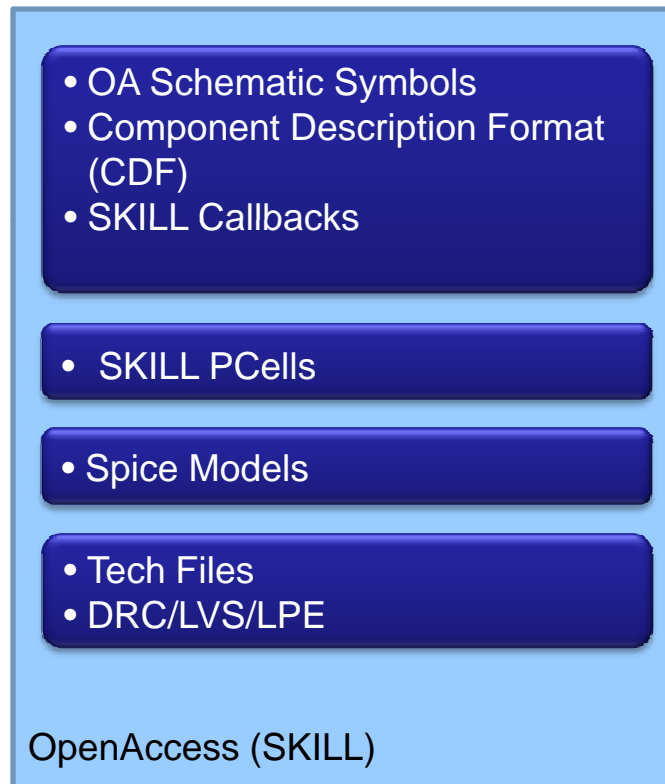 • OA Schematic Symbols
• Component Description Format
(CDF)
• SKILL Callbacks
• SKILL PCells
• Spice Models
• Tech Files
• DRC/LVS/LPE
OpenAccess (SKILL)